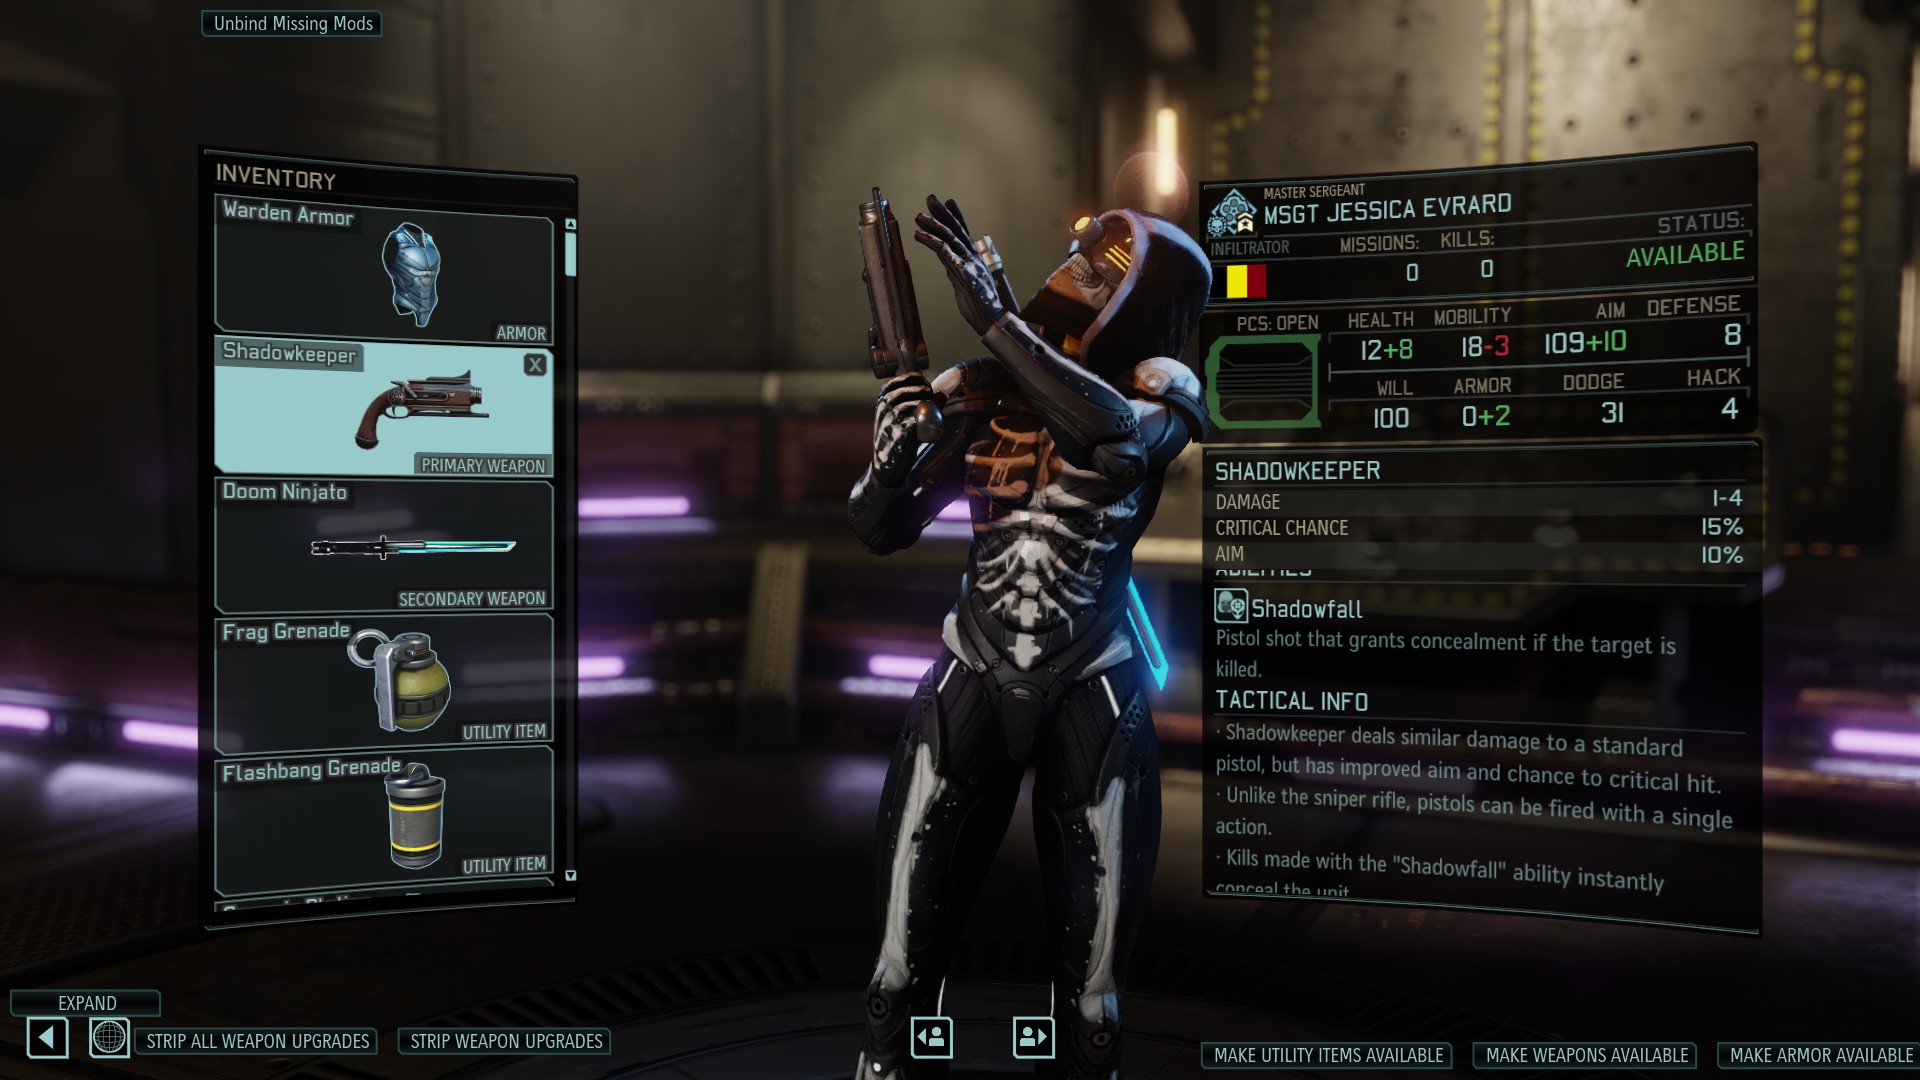 Unbind Missing Mods
INVENTORY
Warden Armor
ARMOR
Shadowkeeper
X
PRIMARY WEAPON
Doom Ninjato
SECONDARY WEAPON
Frag Grenade
UTILITY ITEM
Flashbang Grenade
UTILITY ITEM
MASTER SERGEANT
MSGT JESSICA EVRARD
INFILTRATOR
MISSIONS: KILLS:
0 0
STATUS:
AVAILABLE
PCS: OPEN
HEALTH MOBILITY AIM DEFENSE
12+8 18-3 109+10 8
WILL ARMOR DODGE HACK
100 0+2 31 4
SHADOWKEEPER
DAMAGE 1-4
CRITICAL CHANCE 15%
AIM 10%
ABILITIES
Shadowfall
Pistol shot that grants concealment if the target is
killed.
TACTICAL INFO
· Shadowkeeper deals similar damage to a standard
pistol, but has improved aim and chance to critical hit.
· Unlike the sniper rifle, pistols can be fired with a single
action.
· Kills made with the "Shadowfall" ability instantly
conceal the unit
EXPAND
STRIP ALL WEAPON UPGRADES
STRIP WEAPON UPGRADES
MAKE UTILITY ITEMS AVAILABLE
MAKE WEAPONS AVAILABLE
MAKE ARMOR AVAILABLE